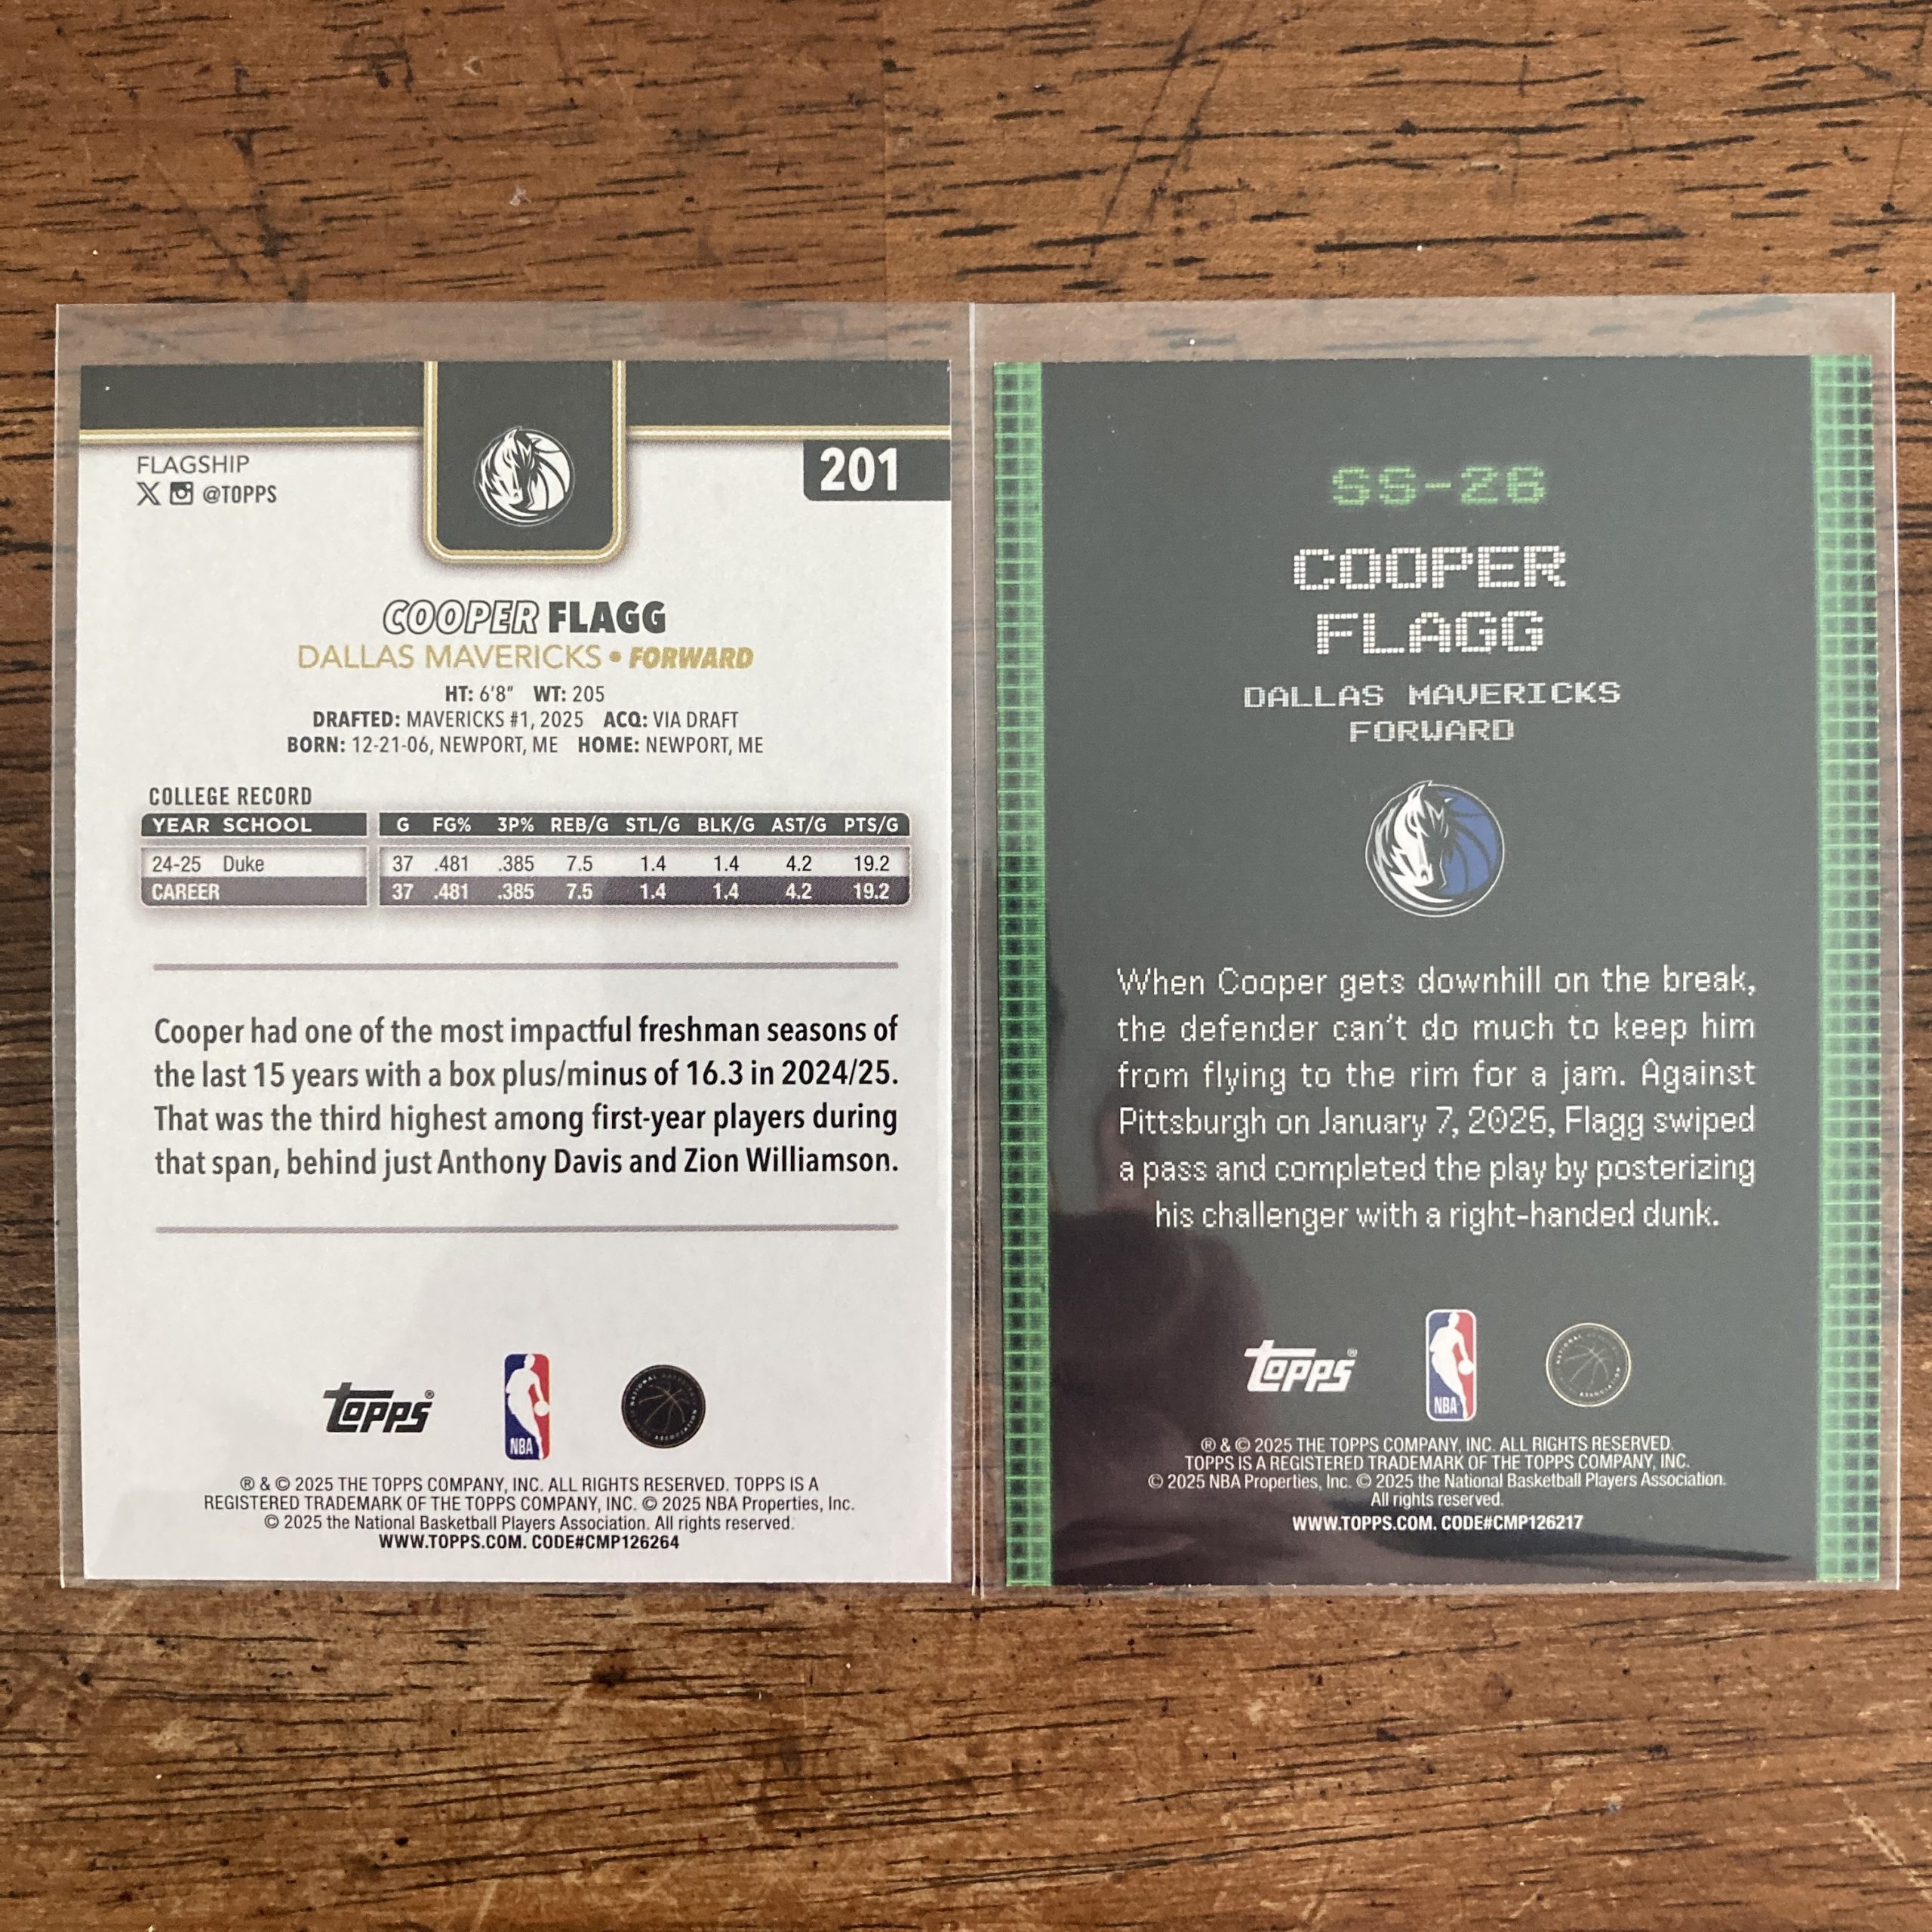 FLAGSHIP
X @TOPPS
201
COOPER FLAGG
DALLAS MAVERICKS • FORWARD
HT: 6'8" WT: 205
DRAFTED: MAVERICKS #1, 2025 ACQ: VIA DRAFT
BORN: 12-21-06, NEWPORT, ME HOME: NEWPORT, ME
COLLEGE RECORD
YEAR SCHOOL G FG% 3P% REB/G STL/G BLK/G AST/G PTS/G
24-25 Duke 37 .481 .385 7.5 1.4 1.4 4.2 19.2
CAREER 37 .481 .385 7.5 1.4 1.4 4.2 19.2
Cooper had one of the most impactful freshman seasons of
the last 15 years with a box plus/minus of 16.3 in 2024/25.
That was the third highest among first-year players during
that span, behind just Anthony Davis and Zion Williamson.
Topps®
NBA
® & © 2025 THE TOPPS COMPANY, INC. ALL RIGHTS RESERVED. TOPPS IS A
REGISTERED TRADEMARK OF THE TOPPS COMPANY, INC. © 2025 NBA Properties, Inc.
© 2025 the National Basketball Players Association. All rights reserved.
WWW.TOPPS.COM. CODE#CMP126264
SS-26
COOPER
FLAGG
DALLAS MAVERICKS
FORWARD
When Cooper gets downhill on the break,
the defender can't do much to keep him
from flying to the rim for a jam. Against
Pittsburgh on January 7, 2025, Flagg swiped
a pass and completed the play by posterizing
his challenger with a right-handed dunk.
Topps®
NBA
® & © 2025 THE TOPPS COMPANY, INC. ALL RIGHTS RESERVED.
TOPPS IS A REGISTERED TRADEMARK OF THE TOPPS COMPANY, INC.
© 2025 NBA Properties, Inc. © 2025 the National Basketball Players Association.
All rights reserved.
WWW.TOPPS.COM. CODE#CMP126217